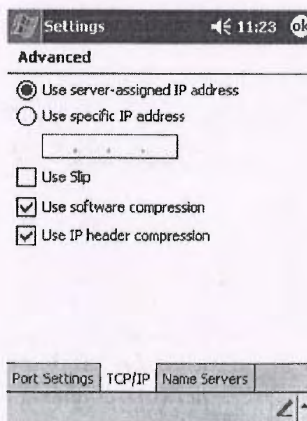 Settings 11:23 ok
Advanced
Use server-assigned IP address
Use specific IP address
. . .
Use Slip
Use software compression
Use IP header compression
Port Settings TCP/IP Name Servers